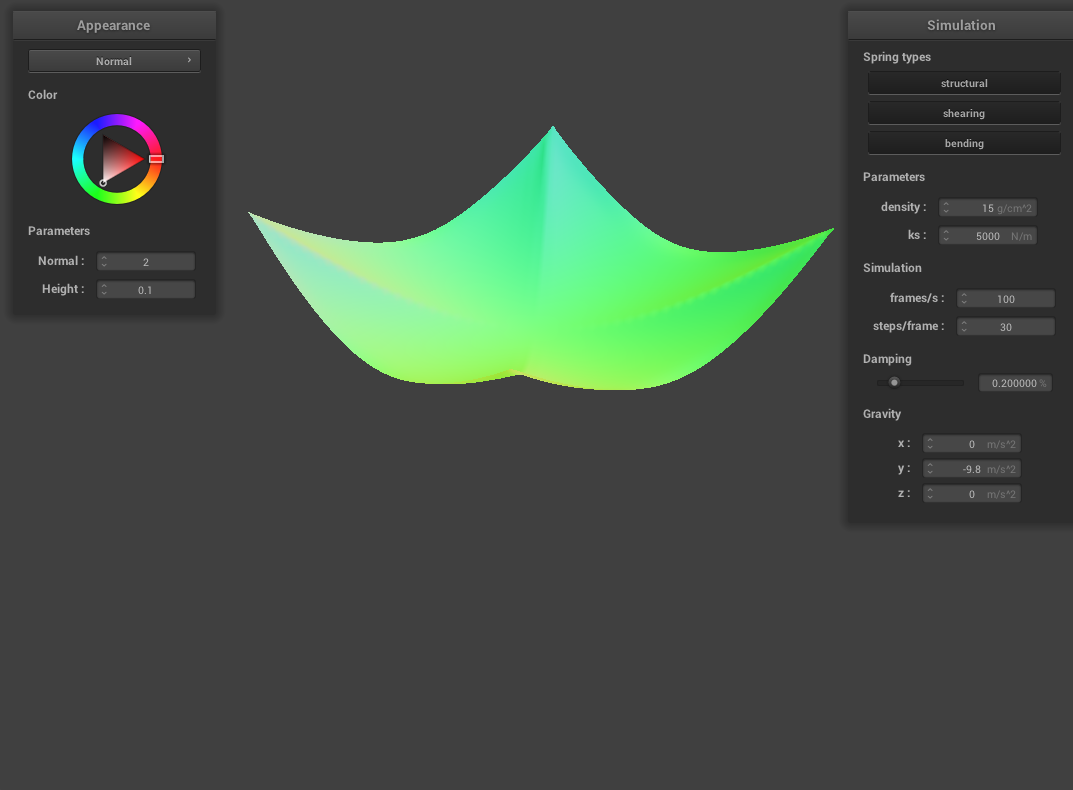 Appearance
Normal ›
Color
Parameters
Normal : 2
Height : 0.1
Simulation
Spring types
structural
shearing
bending
Parameters
density : 15 g/cm^2
ks : 5000 N/m
Simulation
frames/s : 100
steps/frame : 30
Damping
0.200000 %
Gravity
x : 0 m/s^2
y : -9.8 m/s^2
z : 0 m/s^2